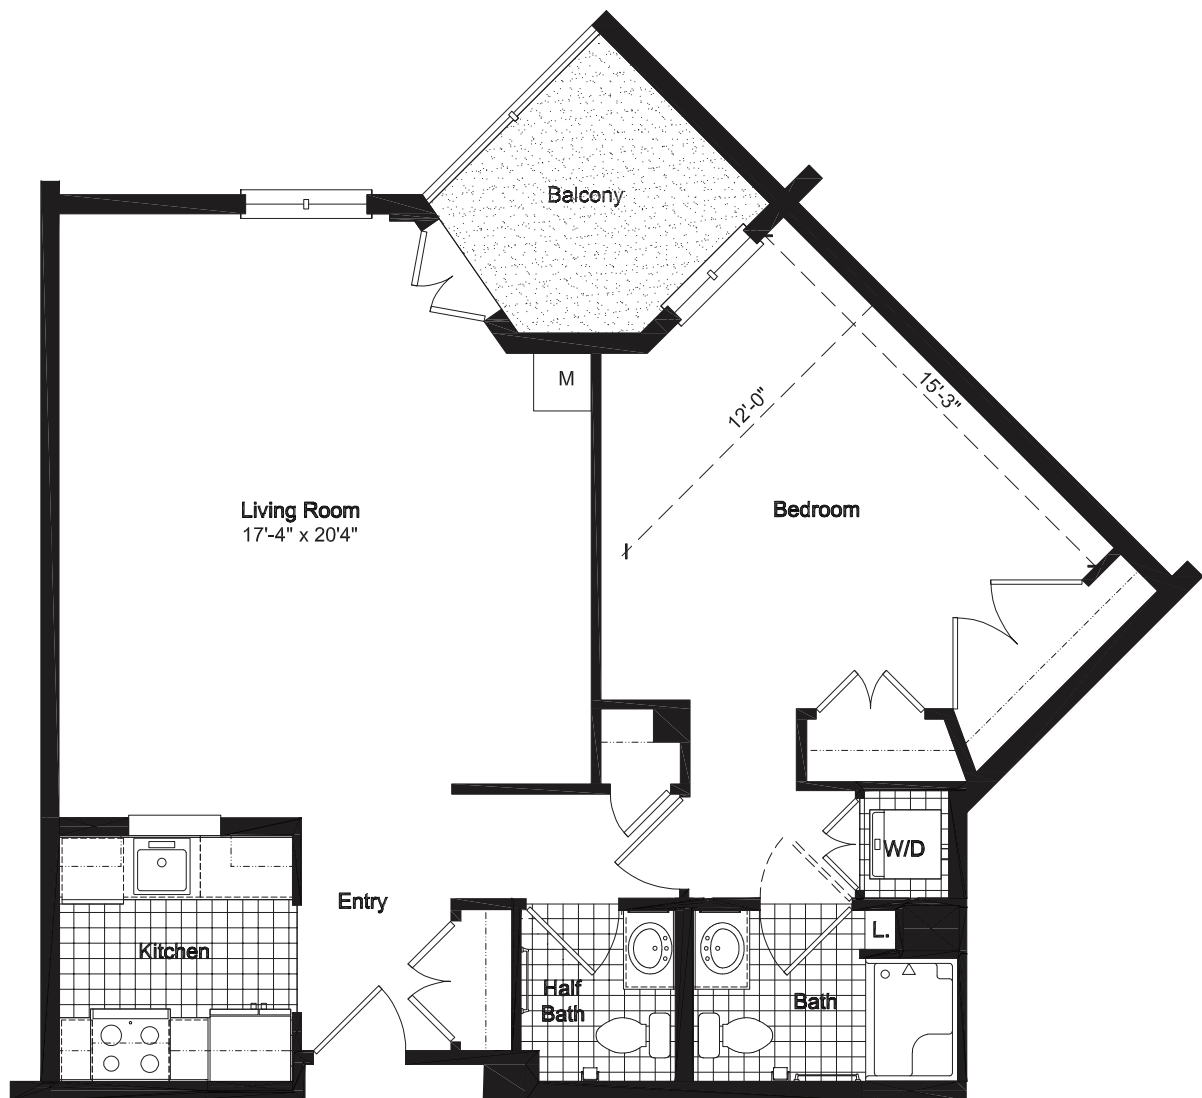 Balcony
M
12'-0"
15'-3"
Living Room
17'-4" x 20'4"
Bedroom
W/D
Entry
L.
Kitchen
Half
Bath
Bath